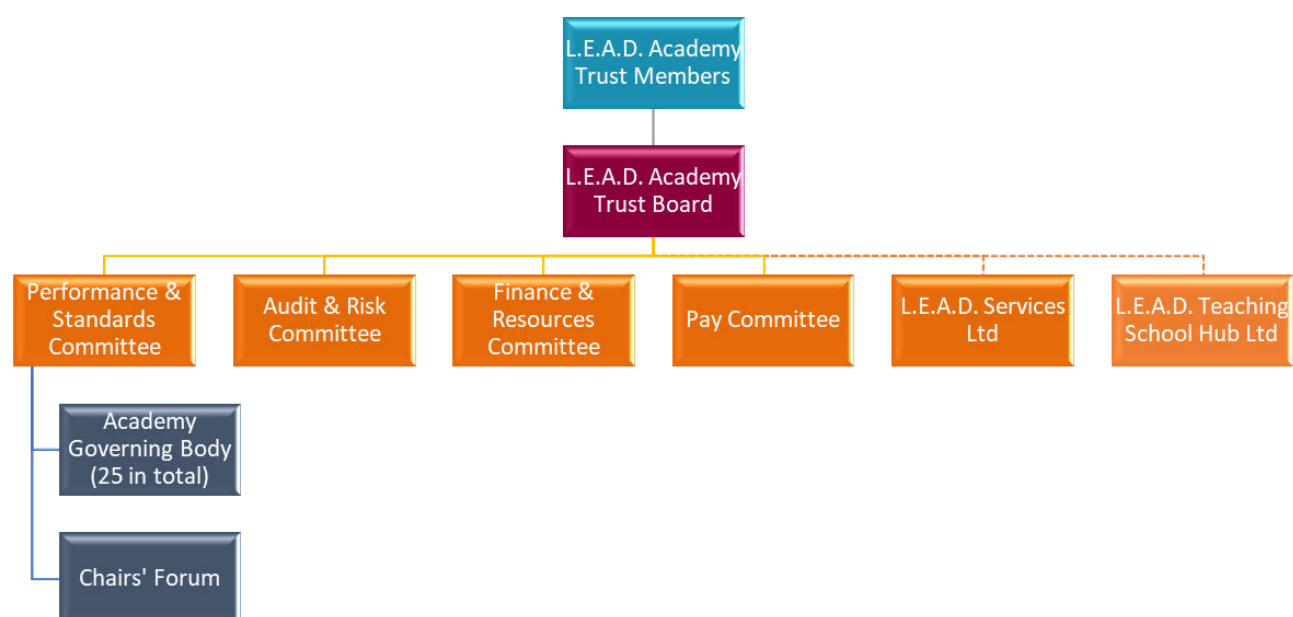 L.E.A.D. Academy
Trust Members
L.E.A.D. Academy
Trust Board
Performance &
Standards
Committee
Audit & Risk
Committee
Finance &
Resources
Committee
Pay Committee
L.E.A.D. Services
Ltd
L.E.A.D. Teaching
School Hub Ltd
Academy
Governing Body
(25 in total)
Chairs' Forum